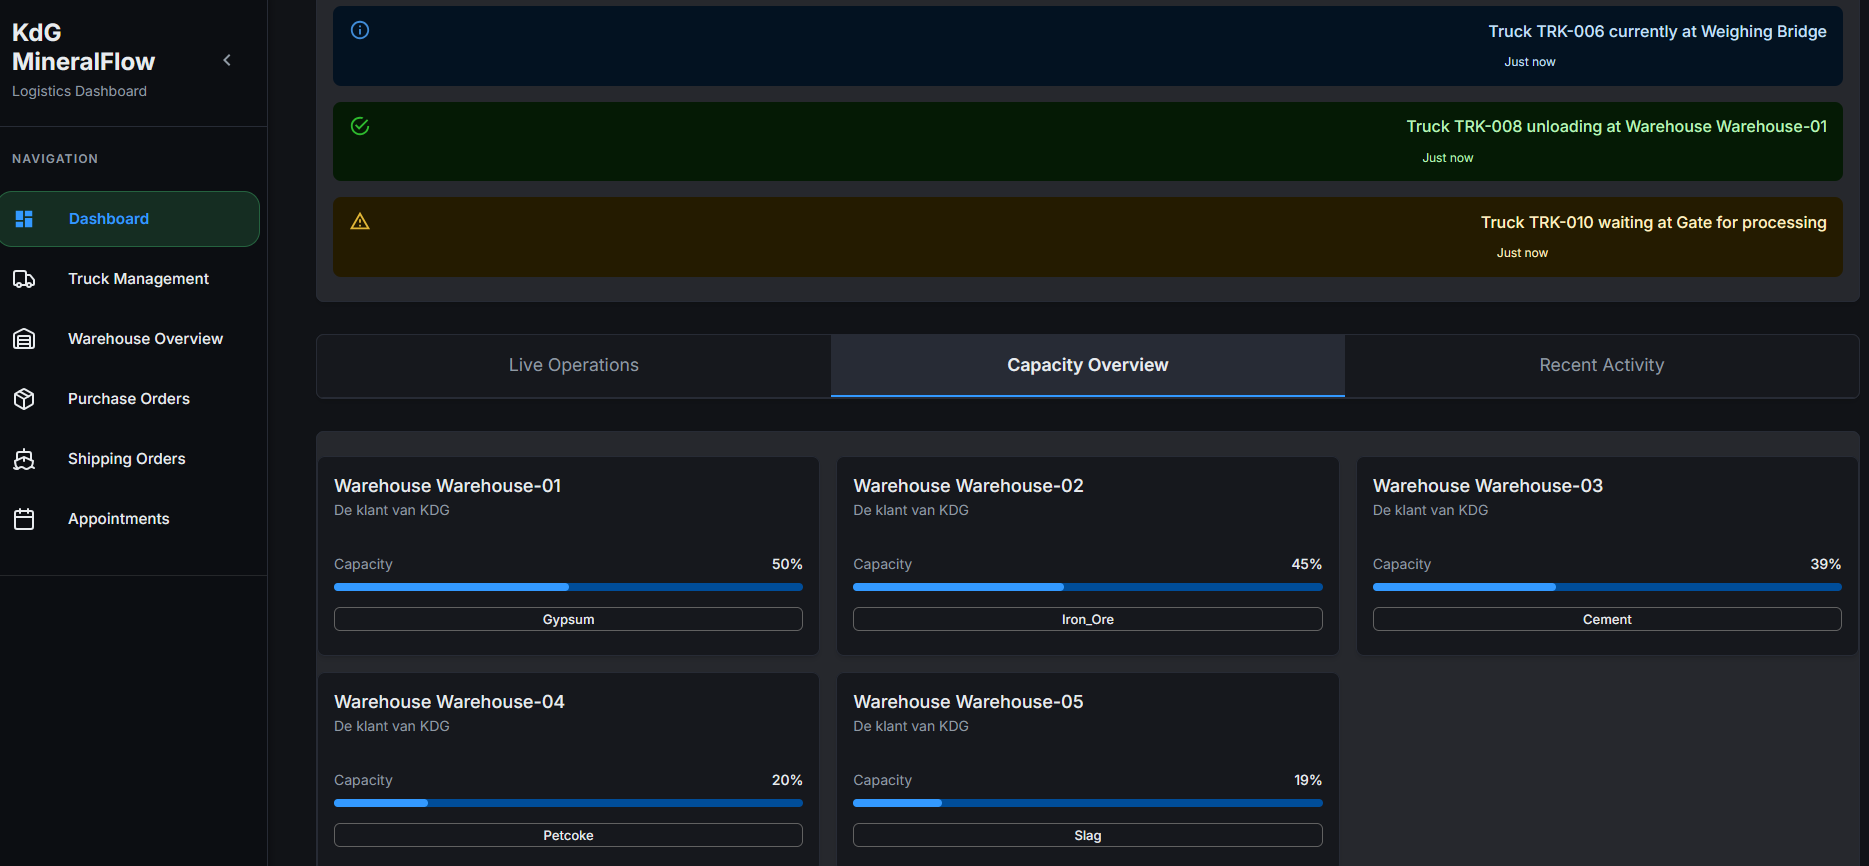 KdG
MineralFlow
Logistics Dashboard
NAVIGATION
Dashboard
Truck Management
Warehouse Overview
Purchase Orders
Shipping Orders
Appointments
Truck TRK-006 currently at Weighing Bridge
Just now
Truck TRK-008 unloading at Warehouse Warehouse-01
Just now
Truck TRK-010 waiting at Gate for processing
Just now
Live Operations
Capacity Overview
Recent Activity
Warehouse Warehouse-01
De klant van KDG
Capacity 50%
Gypsum
Warehouse Warehouse-02
De klant van KDG
Capacity 45%
Iron_Ore
Warehouse Warehouse-03
De klant van KDG
Capacity 39%
Cement
Warehouse Warehouse-04
De klant van KDG
Capacity 20%
Petcoke
Warehouse Warehouse-05
De klant van KDG
Capacity 19%
Slag